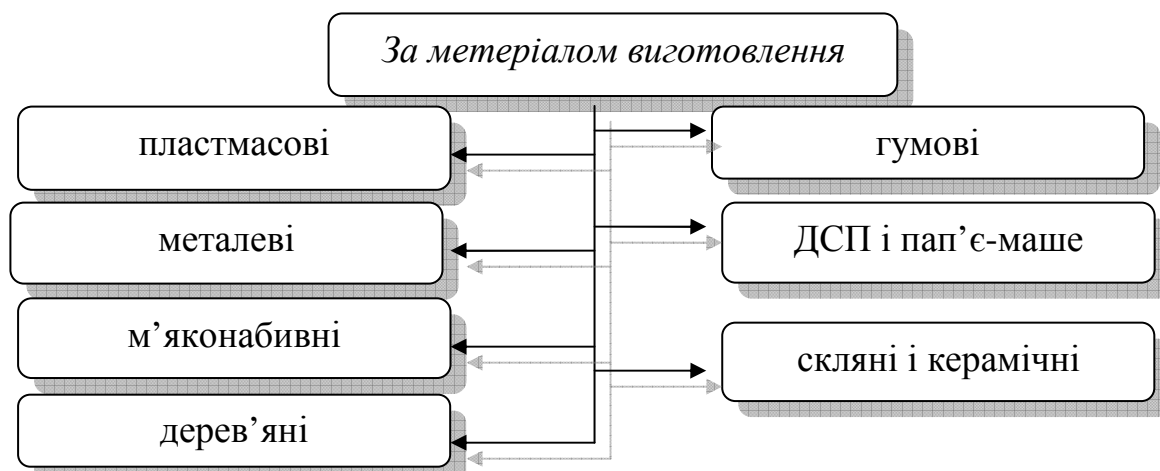 За метеріалом виготовлення
пластмасові
гумові
металеві
ДСП і пап’є-маше
м’яконабивні
скляні і керамічні
дерев’яні